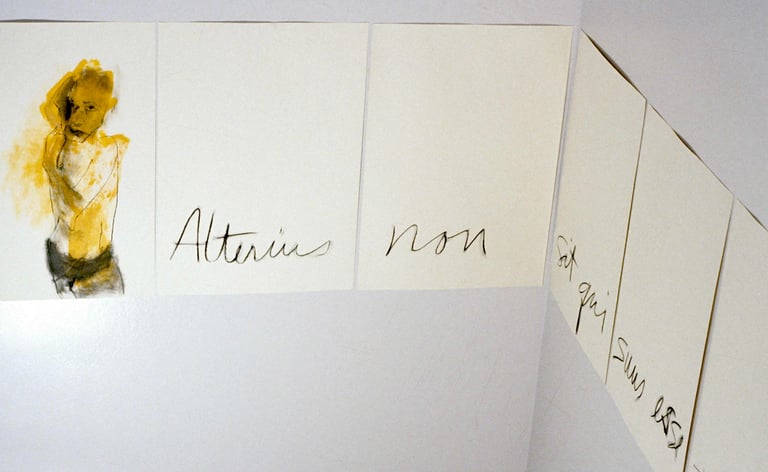 Alterius
non
sit qui
suus esse